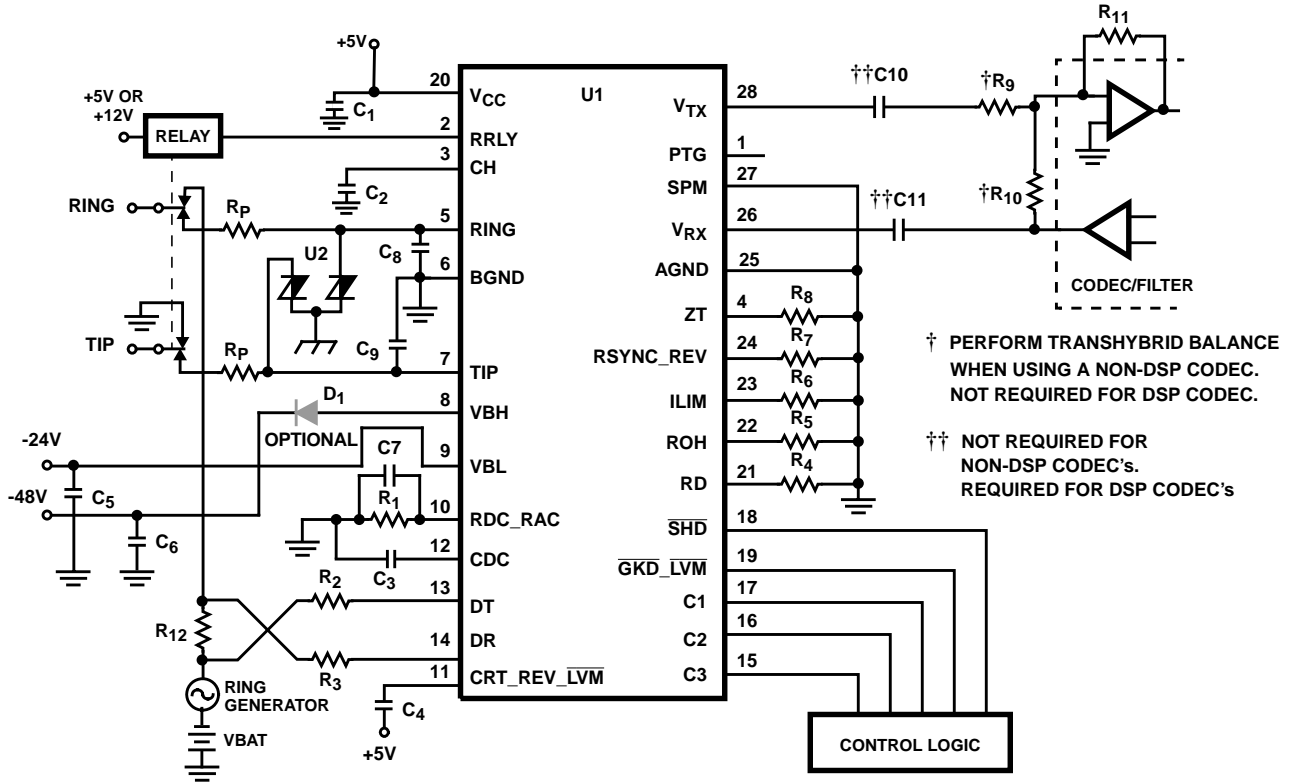 +5V
C1
+5V OR
+12V
RELAY
RING
TIP
RP
RP
U2
C2
C8
C9
D1
OPTIONAL
-24V
-48V
C5
C6
C7
R1
C3
R2
R3
R12
RING
GENERATOR
VBAT
C4
+5V
U1
20 VCC
2 RRLY
3 CH
5 RING
6 BGND
7 TIP
8 VBH
9 VBL
10 RDC_RAC
12 CDC
13 DT
14 DR
11 CRT_REV_LVM
VTX 28
PTG 1
SPM 27
VRX 26
AGND 25
ZT 4
RSYNC_REV 24
ILIM 23
ROH 22
RD 21
SHD 18
GKD_LVM 19
C1 17
C2 16
C3 15
R8
R7
R6
R5
R4
††C10
†R9
R11
†R10
††C11
CODEC/FILTER
† PERFORM TRANSHYBRID BALANCE
WHEN USING A NON-DSP CODEC.
NOT REQUIRED FOR DSP CODEC.
†† NOT REQUIRED FOR
NON-DSP CODEC's.
REQUIRED FOR DSP CODEC's
CONTROL LOGIC